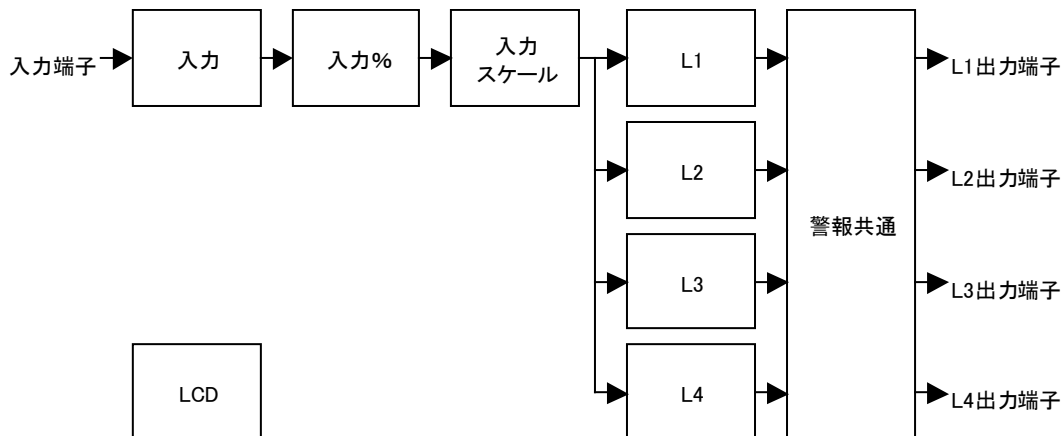 入力端子
入力
入力%
入力
スケール
L1
L1出力端子
L2
L2出力端子
警報共通
L3
L3出力端子
LCD
L4
L4出力端子